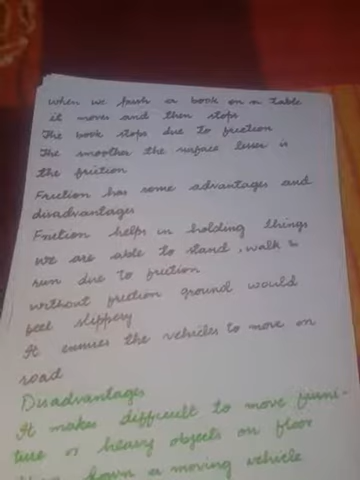 when we push a book on a table
it moves and then stops
The book stops due to friction
The smoother the surface lesser is
the friction
Friction has some advantages and
disadvantages
Friction helps in holding things
we are able to stand, walk &
run due to friction
without friction ground would
feel slippery
It ensures the vehicles to move on
road
Disadvantages
It makes difficult to move furni-
ture or heavy objects on floor
down a moving vehicle